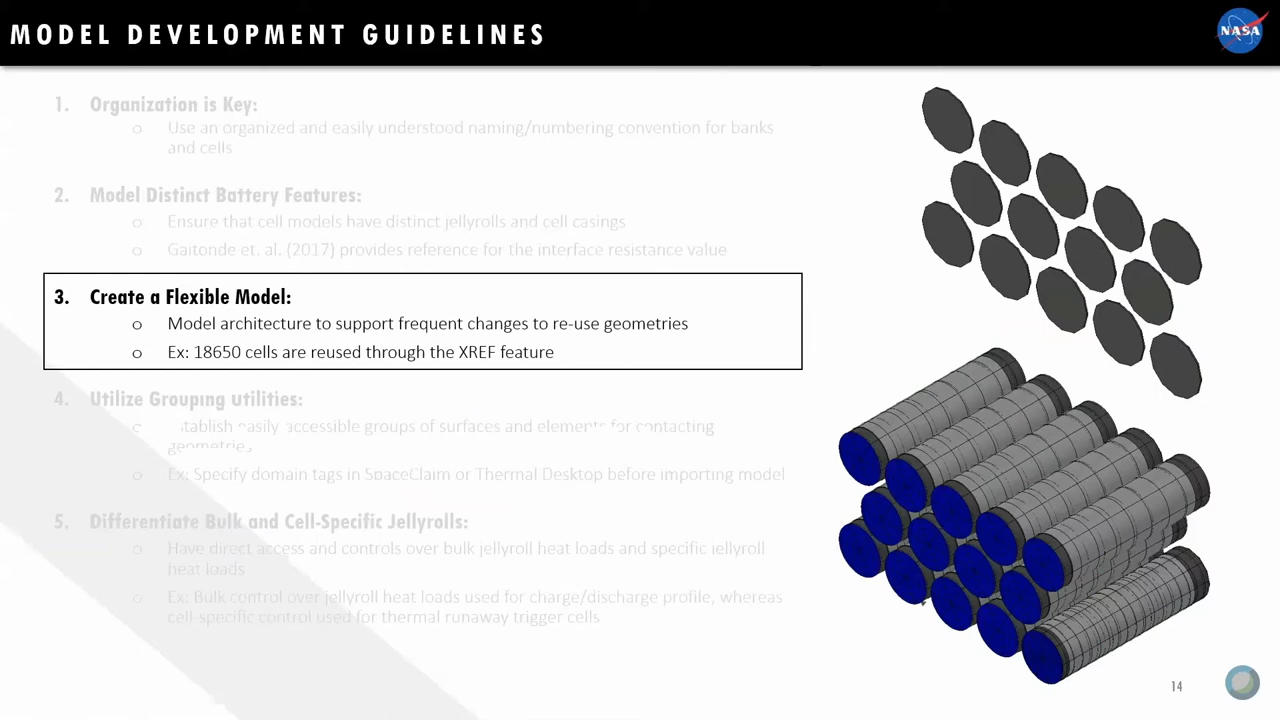 MODEL DEVELOPMENT GUIDELINES
NASA
1. Organization is Key:
o Use an organized and easily understood naming/numbering convention for banks
and cells
2. Model Distinct Battery Features:
o Ensure that cell models have distinct jellyrolls and cell casings
o Gaitonde et. al. (2017) provides reference for the interface resistance value
3. Create a Flexible Model:
o Model architecture to support frequent changes to re-use geometries
o Ex: 18650 cells are reused through the XREF feature
4. Utilize Grouping Utilities:
o Establish easily accessible groups of surfaces and elements for contacting
geometries
o Ex: Specify domain tags in SpaceClaim or Thermal Desktop before importing model
5. Differentiate Bulk and Cell-Specific Jellyrolls:
o Have direct access and controls over bulk jellyroll heat loads and specific jellyroll
heat loads
o Ex: Bulk control over jellyroll heat loads used for charge/discharge profile, whereas
cell-specific control used for thermal runaway trigger cells
14